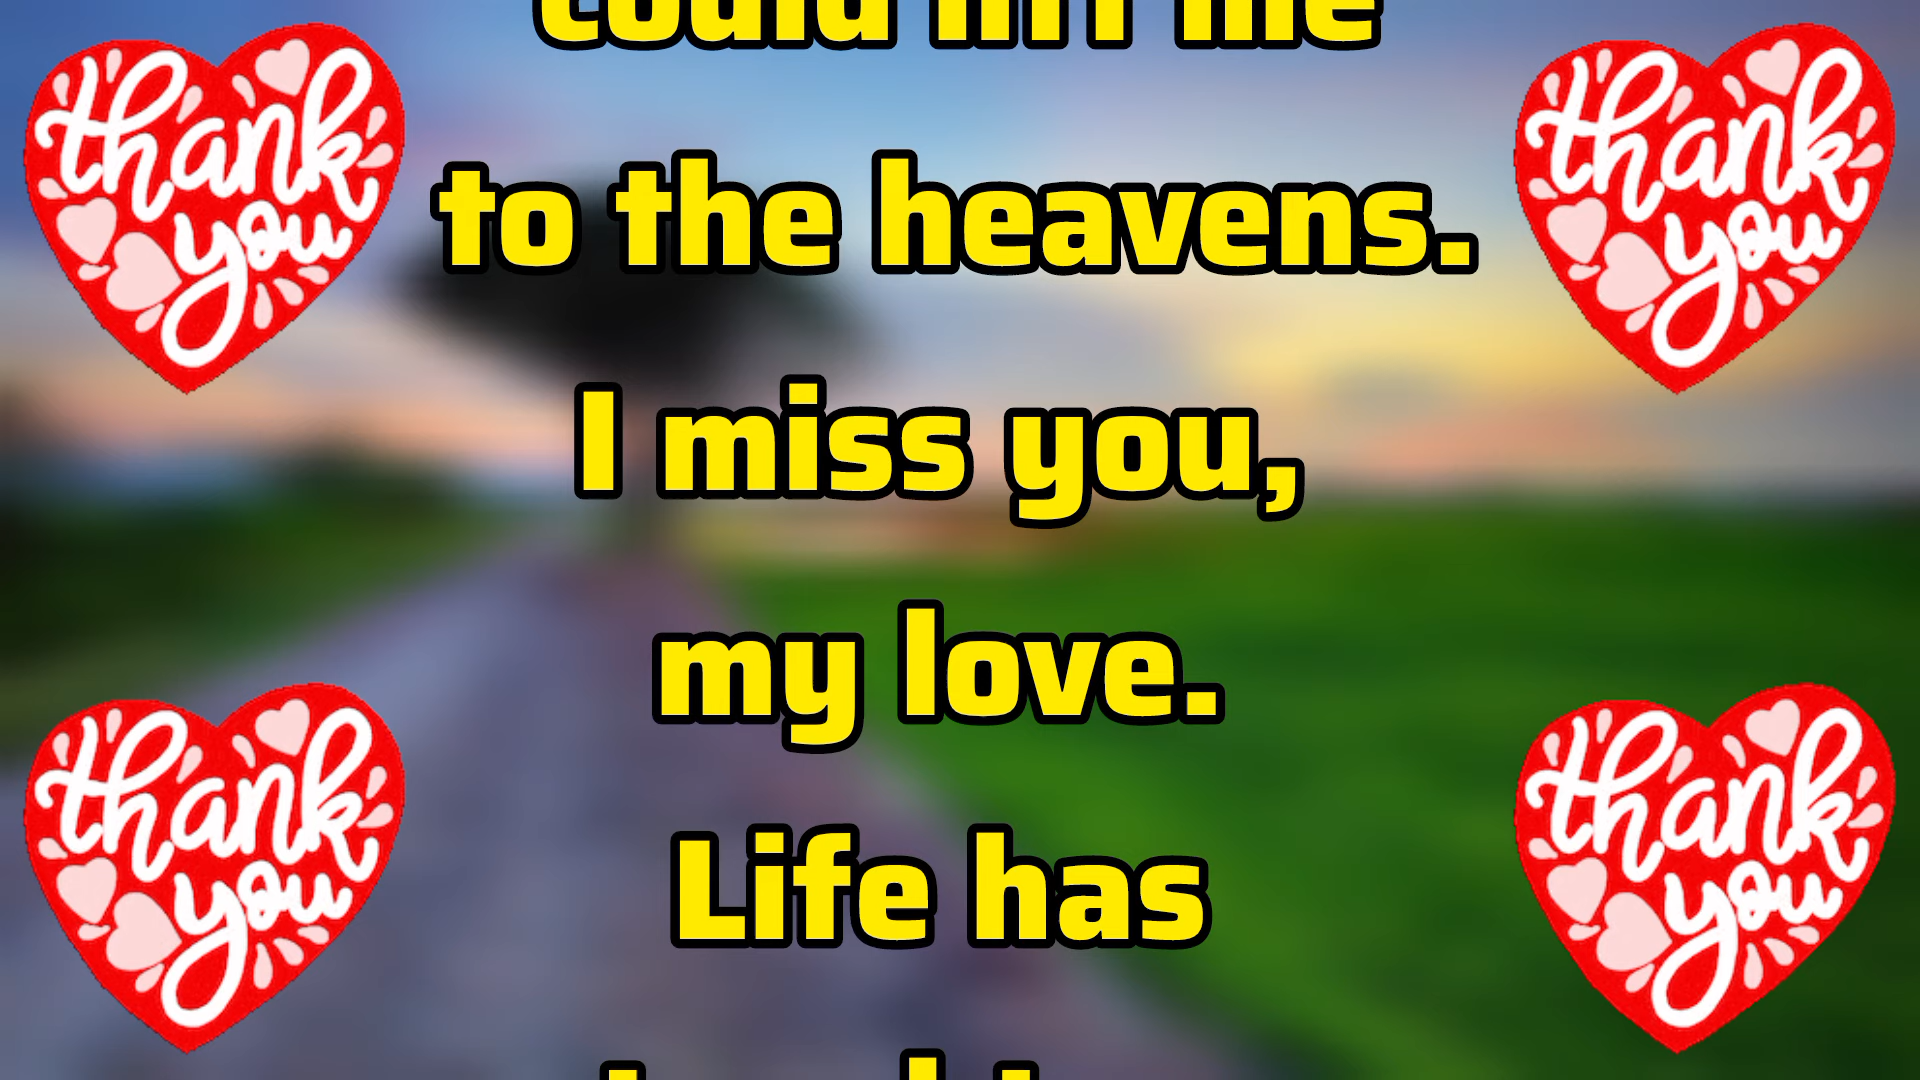 could lift me
to the heavens.
I miss you,
my love.
Life has
thank
you
thank
you
thank
you
thank
you